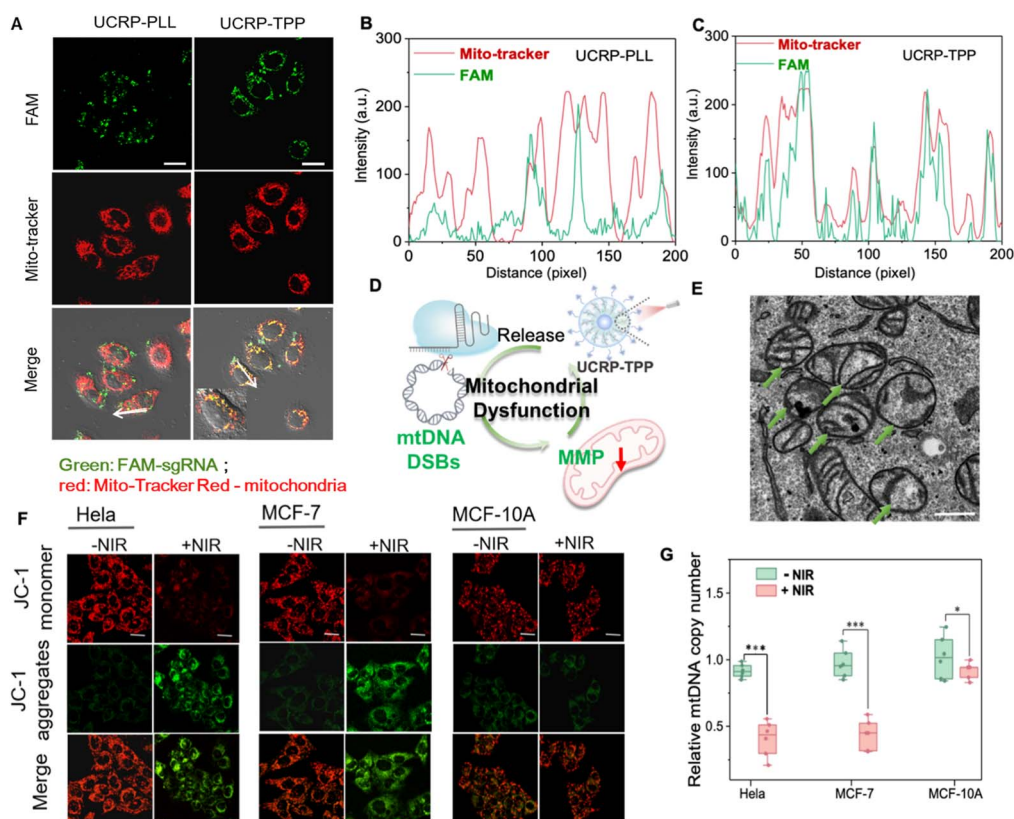 A
UCRP-PLL
UCRP-TPP
FAM
Mito-tracker
Merge
Green: FAM-sgRNA ;
red: Mito-Tracker Red - mitochondria
B
Mito-tracker
FAM
UCRP-PLL
Intensity (a.u.)
300
200
100
0
0
50
100
150
200
Distance (pixel)
C
Mito-tracker
FAM
UCRP-TPP
Intensity (a.u.)
300
200
100
0
0
50
100
150
200
Distance (pixel)
D
Release
UCRP-TPP
Mitochondrial
Dysfunction
mtDNA
DSBs
MMP
E
F
Hela
MCF-7
MCF-10A
-NIR
+NIR
-NIR
+NIR
-NIR
+NIR
JC-1
monomer
JC-1
aggregates
Merge
G
- NIR
+ NIR
Relative mtDNA copy number
1.5
1.0
0.5
***
***
*
Hela
MCF-7
MCF-10A